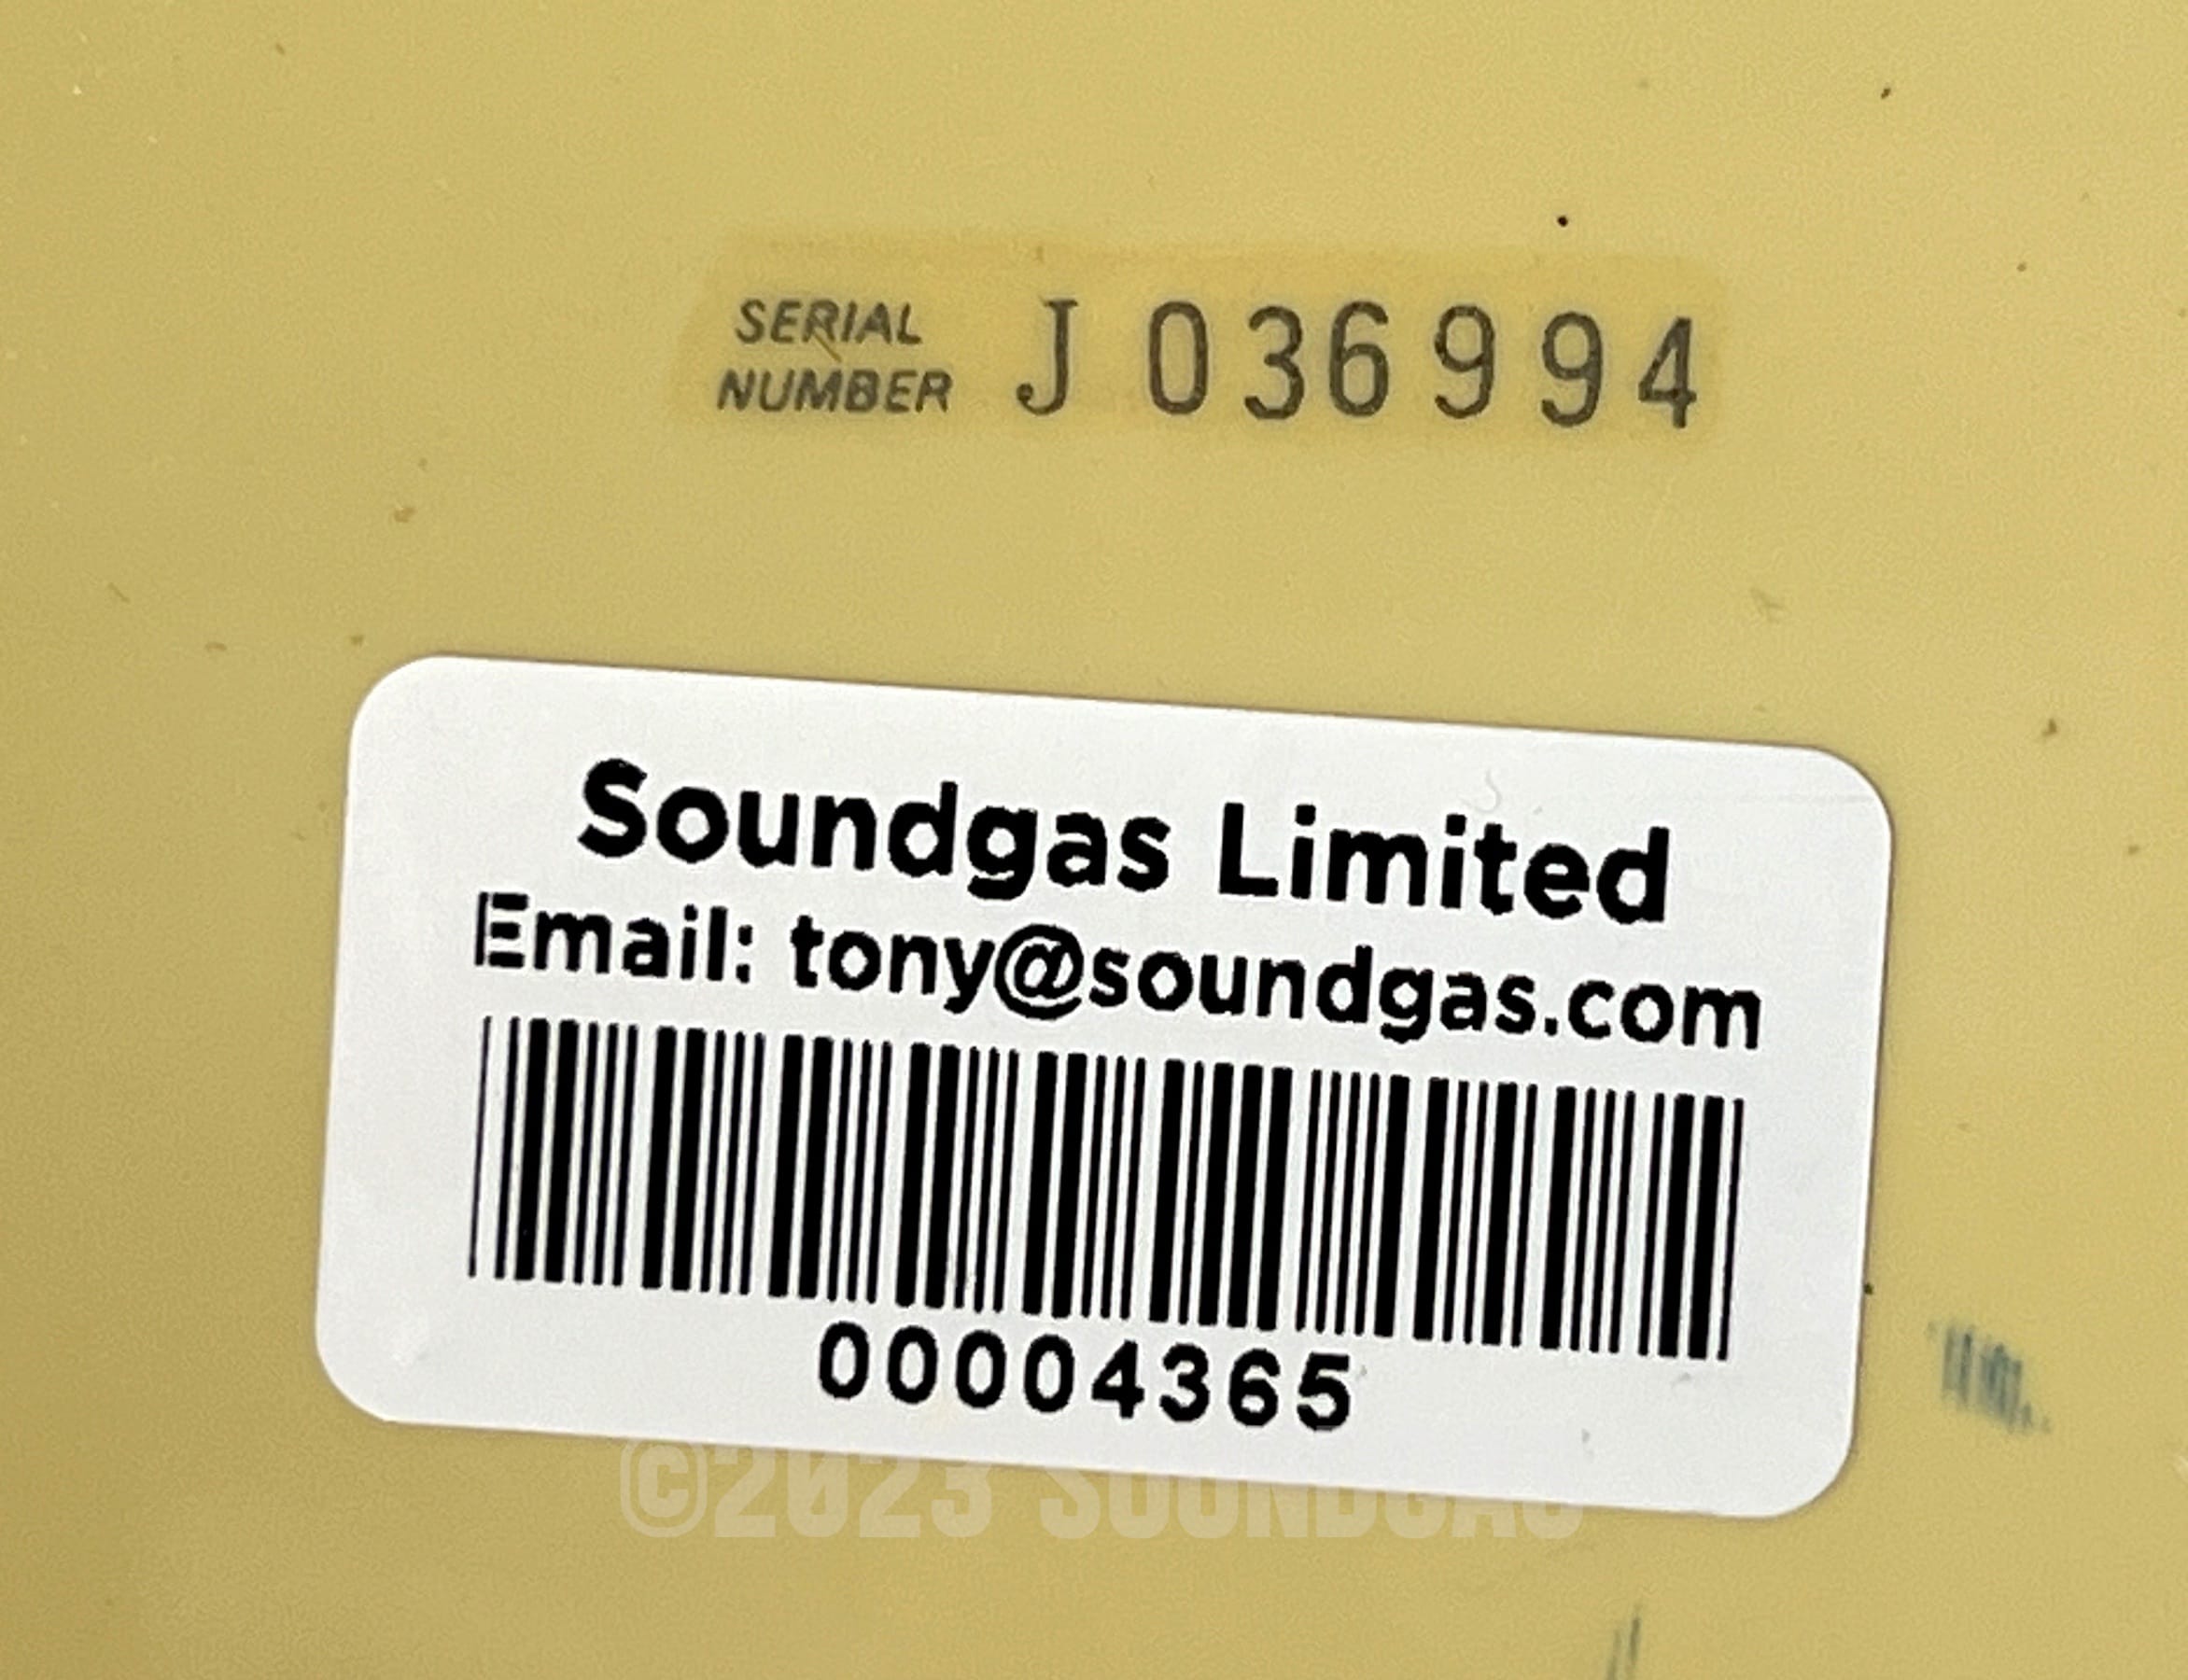 SERIAL
NUMBER J 036994
Soundgas Limited
Email: tony@soundgas.com
00004365
©2023 SOUNDGAS